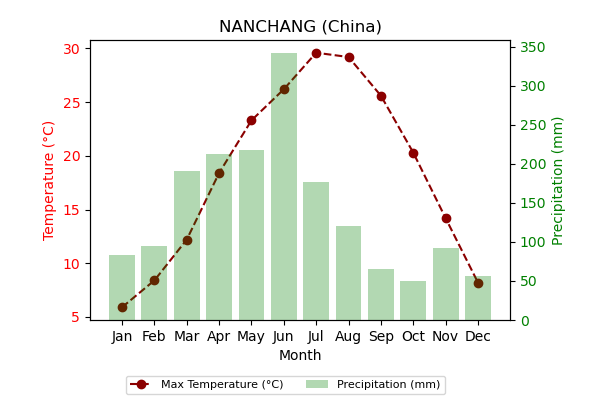 NANCHANG (China)
30
25
20
15
10
5
Temperature (°C)
350
300
250
200
150
100
50
0
Precipitation (mm)
Jan Feb Mar Apr May Jun Jul Aug Sep Oct Nov Dec
Month
Max Temperature (°C) Precipitation (mm)